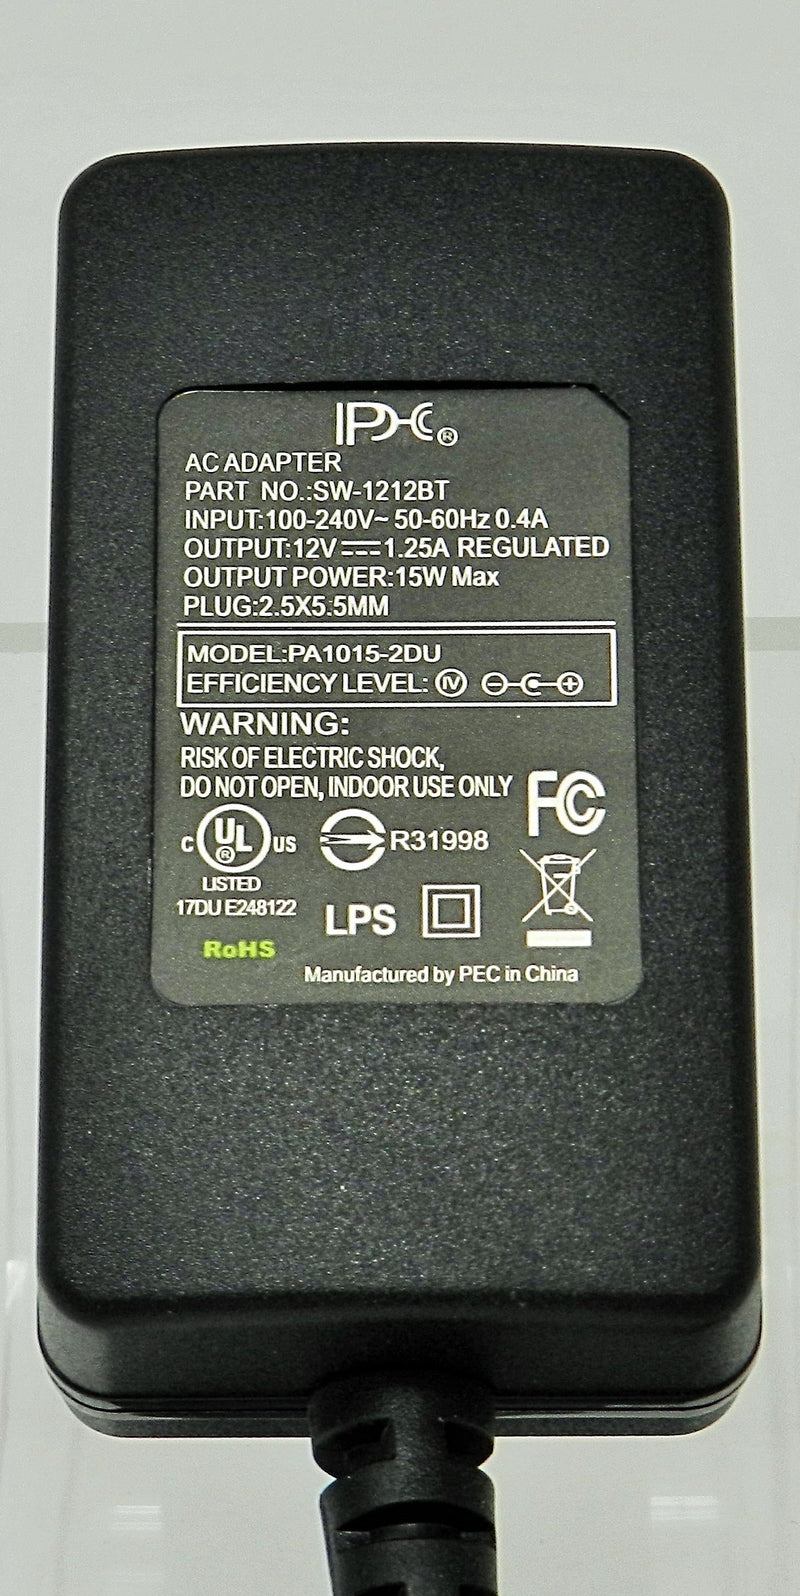 IPHC®
AC ADAPTER
PART NO.:SW-1212BT
INPUT:100-240V~ 50-60Hz 0.4A
OUTPUT:12V⎓1.25A REGULATED
OUTPUT POWER:15W Max
PLUG:2.5X5.5MM
MODEL:PA1015-2DU
EFFICIENCY LEVEL: IV
WARNING:
RISK OF ELECTRIC SHOCK,
DO NOT OPEN, INDOOR USE ONLY
FC
C UL® US
R31998
LISTED
17DU E248122
LPS
RoHS
Manufactured by PEC in China